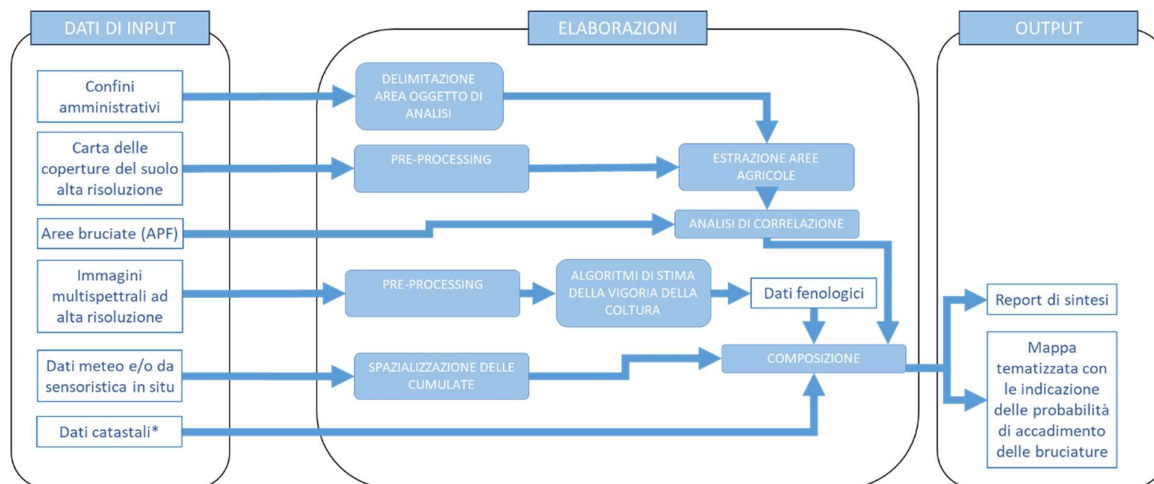 DATI DI INPUT
ELABORAZIONI
OUTPUT
Confini
amministrativi
DELIMITAZIONE
AREA OGGETTO DI
ANALISI
Carta delle
coperture del suolo
alta risoluzione
PRE-PROCESSING
ESTRAZIONE AREE
AGRICOLE
Aree bruciate (APF)
ANALISI DI CORRELAZIONE
Immagini
multispettrali ad
alta risoluzione
PRE-PROCESSING
ALGORITMI DI STIMA
DELLA VIGORIA DELLA
COLTURA
Dati fenologici
Dati meteo e/o da
sensoristica in situ
SPAZIALIZZAZIONE DELLE
CUMULATE
COMPOSIZIONE
Dati catastali*
Report di sintesi
Mappa
tematizzata con
le indicazione
delle probabilità
di accadimento
delle bruciature